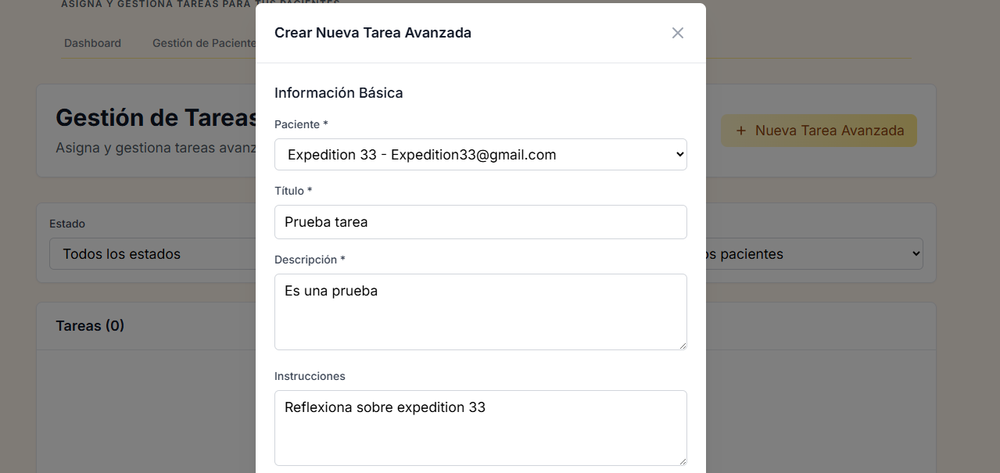 ASIGNA Y GESTIONA TAREAS PARA TUS PACIENTES
Crear Nueva Tarea Avanzada
Dashboard
Gestión de Paciente
Información Básica
Gestión de Tareas
Asigna y gestiona tareas avanz
+ Nueva Tarea Avanzada
Paciente *
Expedition 33 - Expedition33@gmail.com
Título *
Prueba tarea
Estado
Todos los estados
os pacientes
Descripción *
Es una prueba
Tareas (0)
Instrucciones
Reflexiona sobre expedition 33